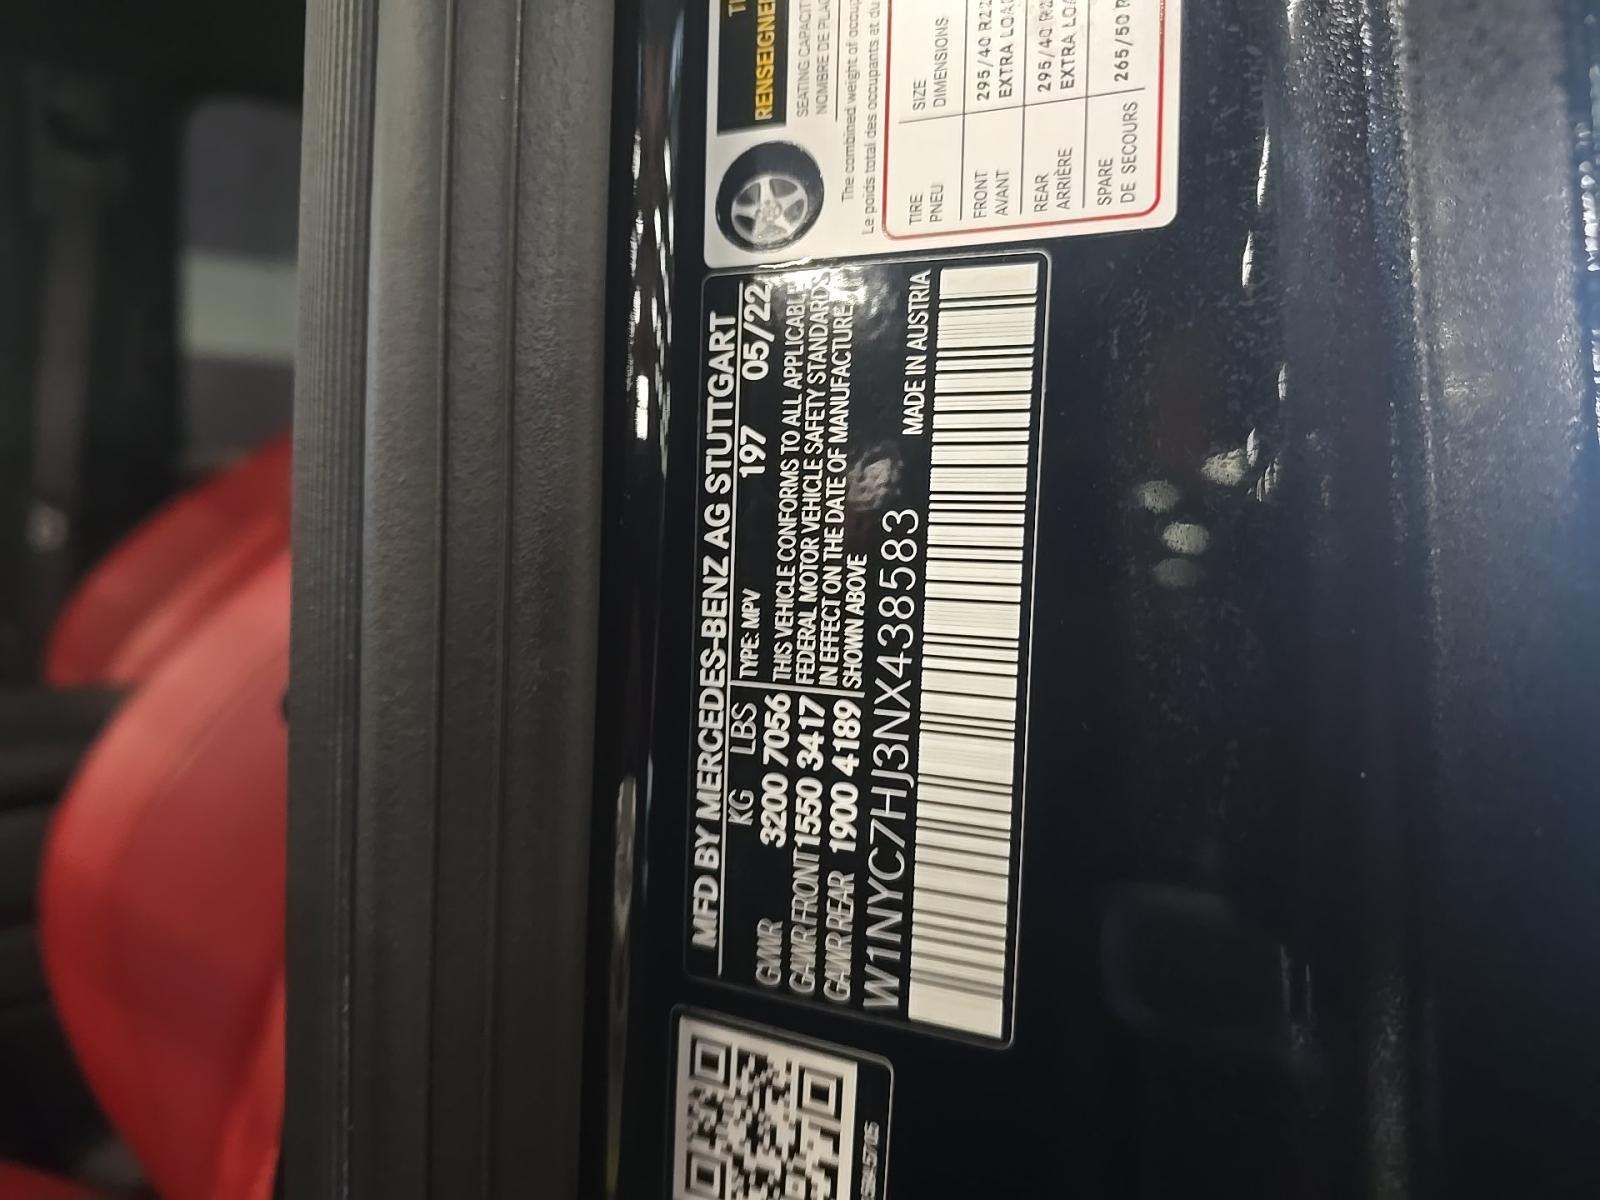 MFD BY MERCEDES-BENZ AG STUTTGART
KG LBS TYPE: MPV 197 05/22
GVWR 3200 7056 THIS VEHICLE CONFORMS TO ALL APPLICABLE
GAWR FRONT 1550 3417 FEDERAL MOTOR VEHICLE SAFETY STANDARDS
GAWR REAR 1900 4189 IN EFFECT ON THE DATE OF MANUFACTURE
SHOWN ABOVE
W1NYC7HJ3NX438583 MADE IN AUSTRIA
RENSEIGNE
SEATING CAPACIT
NOMBRE DE PLAC
The combined weight of occup
Le poids total des occupants et du
TIRE SIZE
PNEU DIMENSIONS
FRONT 295/40 R22
AVANT EXTRA LOA
REAR 295/40 R2
ARRIÈRE EXTRA LOA
SPARE 265/50 R
DE SECOURS